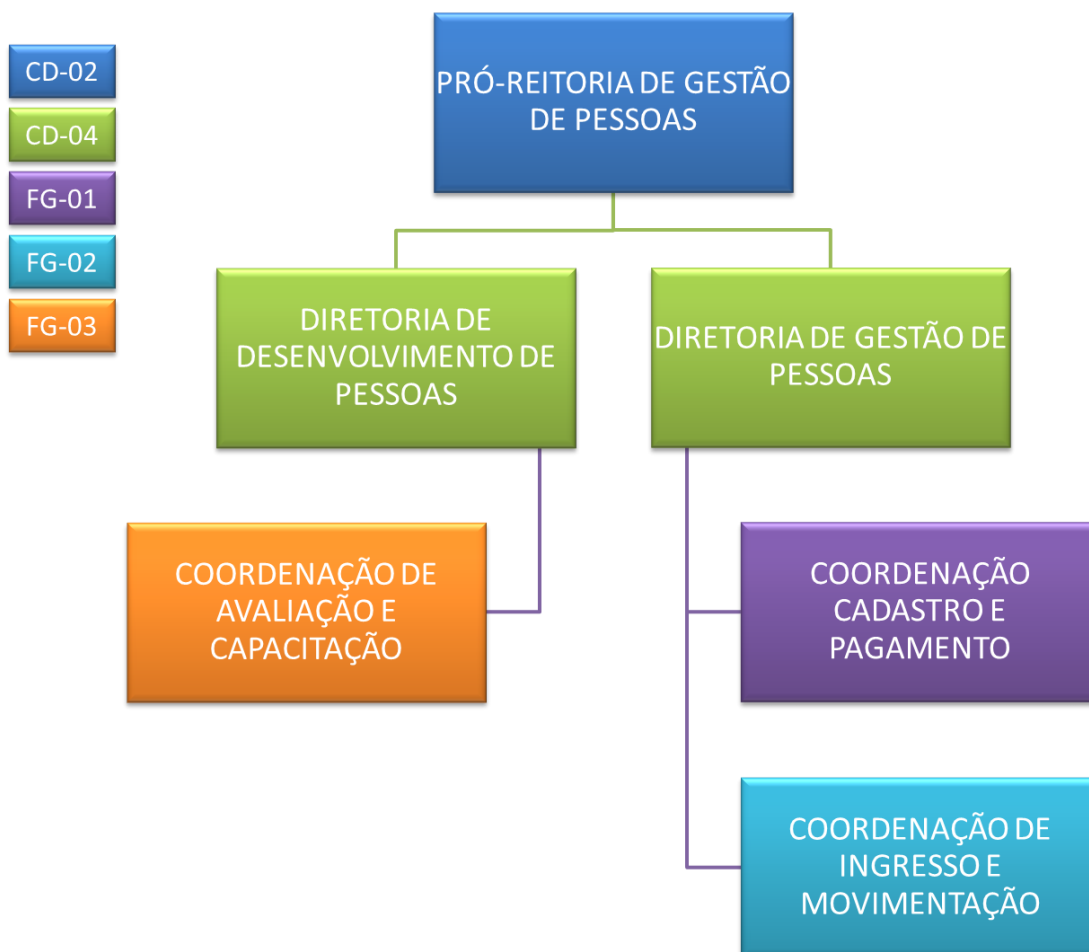 CD-02
CD-04
FG-01
FG-02
FG-03
PRÓ-REITORIA DE GESTÃO
DE PESSOAS
DIRETORIA DE
DESENVOLVIMENTO DE
PESSOAS
DIRETORIA DE GESTÃO DE
PESSOAS
COORDENAÇÃO DE
AVALIAÇÃO E
CAPACITAÇÃO
COORDENAÇÃO
CADASTRO E
PAGAMENTO
COORDENAÇÃO DE
INGRESSO E
MOVIMENTAÇÃO